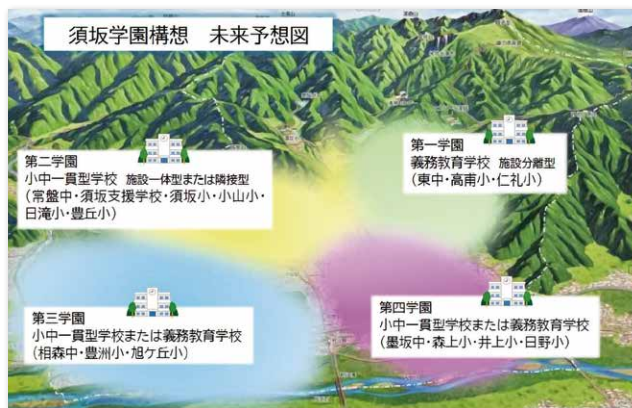 須坂学園構想　未来予想図
第一学園
義務教育学校 施設分離型
（東中・高甫小・仁礼小）
第二学園
小中一貫型学校 施設一体型または隣接型
（常盤中・須坂支援学校・須坂小・小山小・
日滝小・豊丘小）
第三学園
小中一貫型学校または義務教育学校
（相森中・豊洲小・旭ケ丘小）
第四学園
小中一貫型学校または義務教育学校
（墨坂中・森上小・井上小・日野小）